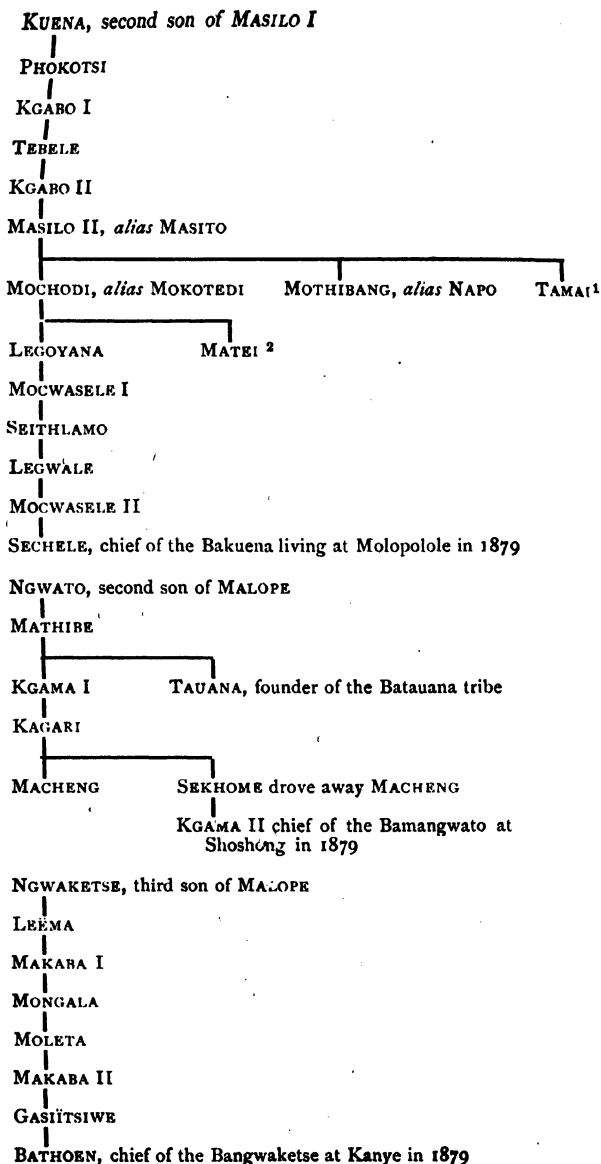 KUENA, second son of MASILO I
PHOKOTSI
KGABO I
TEBELE
KGABO II
MASILO II, alias MASITO
MOCHODI, alias MOKOTEDI MOTHIBANG, alias NAPO TAMAI 1
LEGOYANA MATEI 2
MOCWASELE I
SEITHLAMO
LEGWALE
MOCWASELE II
SECHELE, chief of the Bakuena living at Molopolole in 1879
NGWATO, second son of MALOPE
MATHIBE
KGAMA I TAUANA, founder of the Batauana tribe
KAGARI
MACHENG SEKHOME drove away MACHENG
KGAMA II chief of the Bamangwato at
Shoshong in 1879
NGWAKETSE, third son of MALOPE
LEËMA
MAKABA I
MONGALA
MOLETA
MAKABA II
GASIÏTSIWE
BATHOEN, chief of the Bangwaketse at Kanye in 1879